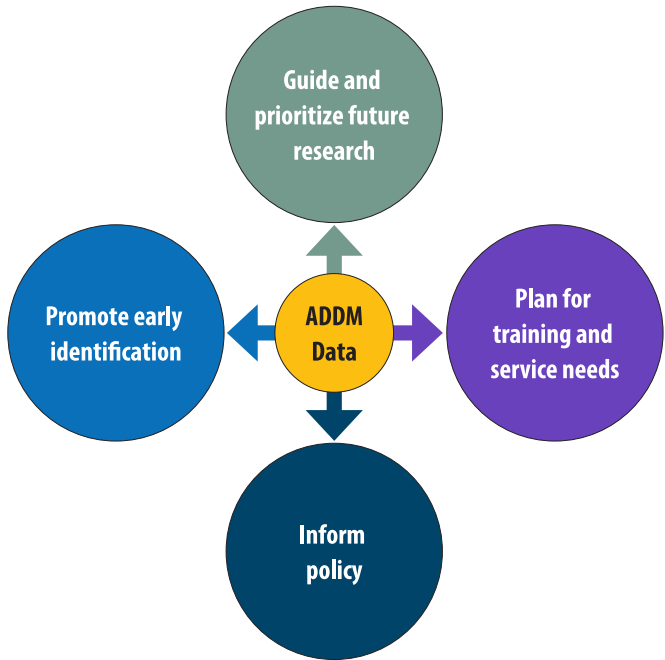 Guide and
prioritize future
research
Promote early
identification
ADDM
Data
Plan for
training and
service needs
Inform
policy